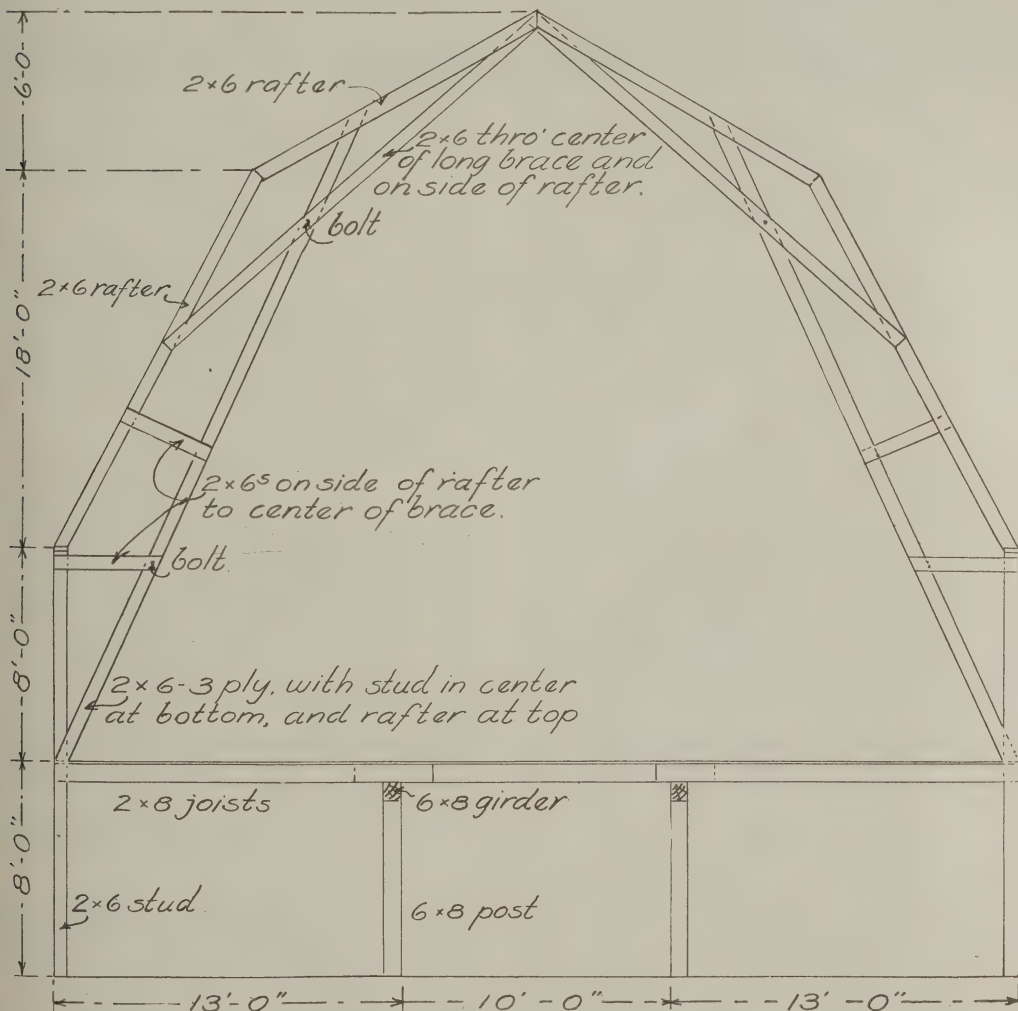 6'-0
2×6 rafter
2×6 thro' center
of long brace and
on side of rafter.
bolt
2×6 rafter
18'-0"
2×6s on side of rafter
to center of brace.
bolt
8'-0"
2 × 6-3 ply, with stud in center
at bottom, and rafter at top
2×8 joists
6×8 girder
8'-0"
2×6 stud
6×8 post
13'-0"
10'-0"
13'-0"